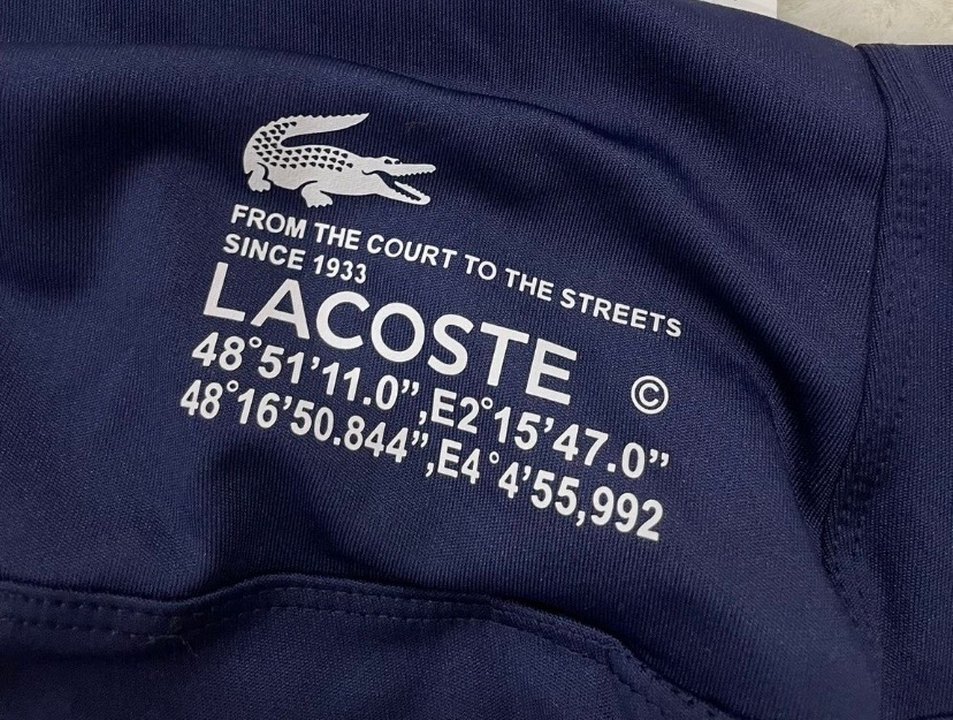 FROM THE COURT TO THE STREETS
SINCE 1933
LACOSTE ©
48°51’11.0”,E2°15’47.0”
48°16’50.844”,E4°4’55,992